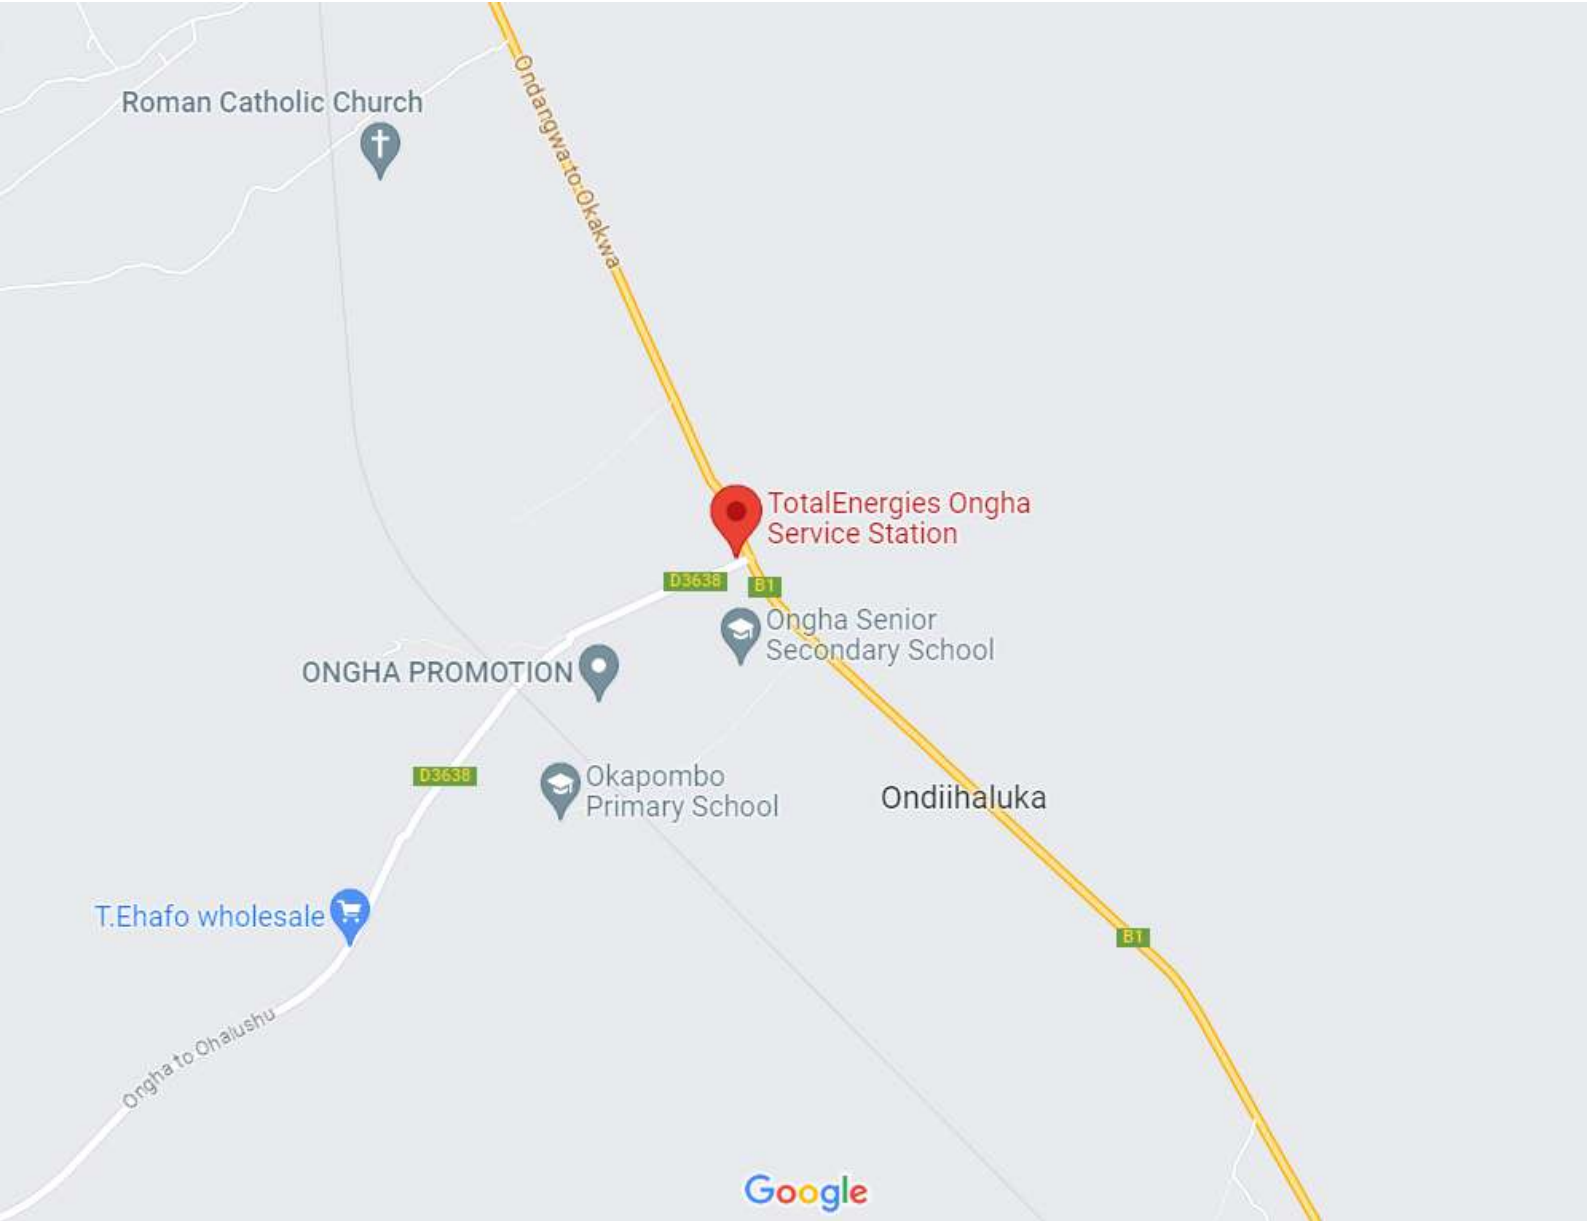 Roman Catholic Church
Ondangwa to Okakwa
TotalEnergies Ongha
Service Station
D3638
B1
Ongha Senior
Secondary School
ONGHA PROMOTION
D3638
Okapombo
Primary School
Ondiihaluka
T.Ehafo wholesale
B1
Ongha to Ohalushu
Google